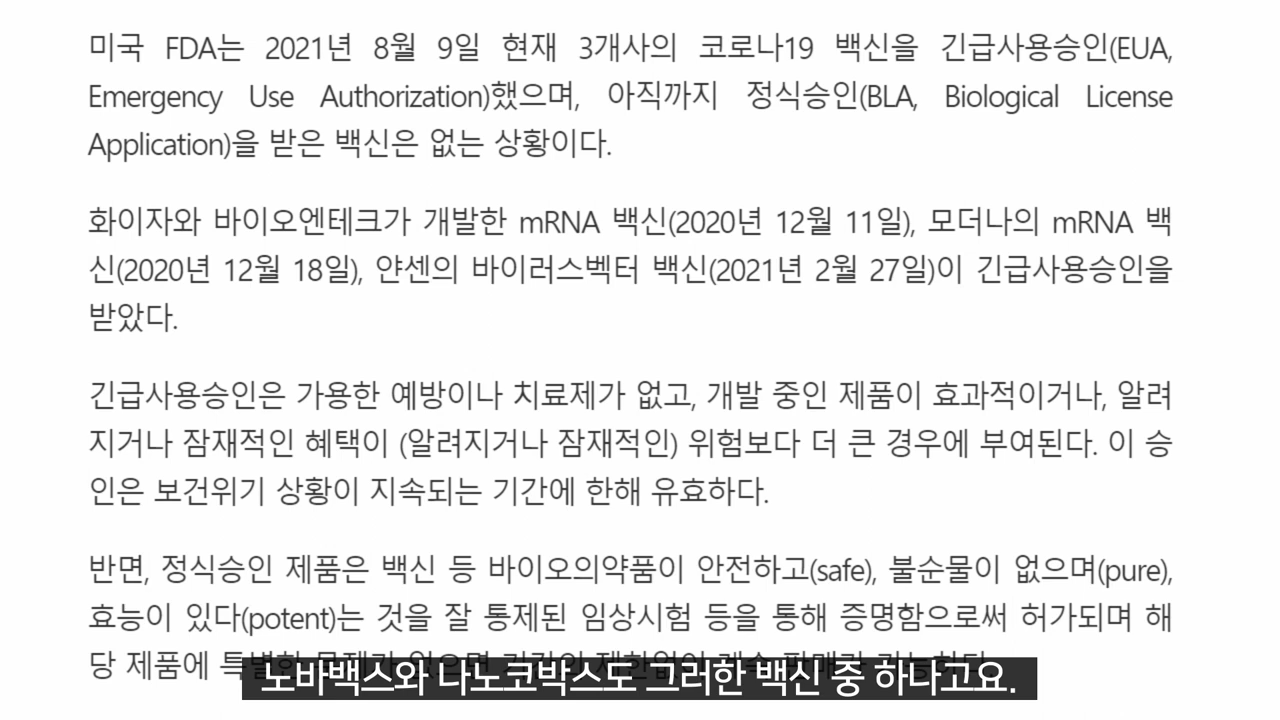 미국 FDA는 2021년 8월 9일 현재 3개사의 코로나19 백신을 긴급사용승인(EUA,
Emergency Use Authorization)했으며, 아직까지 정식승인(BLA, Biological License
Application)을 받은 백신은 없는 상황이다.
화이자와 바이오엔테크가 개발한 mRNA 백신(2020년 12월 11일), 모더나의 mRNA 백
신(2020년 12월 18일), 얀센의 바이러스벡터 백신(2021년 2월 27일)이 긴급사용승인을
받았다.
긴급사용승인은 가용한 예방이나 치료제가 없고, 개발 중인 제품이 효과적이거나, 알려
지거나 잠재적인 혜택이 (알려지거나 잠재적인) 위험보다 더 큰 경우에 부여된다. 이 승
인은 보건위기 상황이 지속되는 기간에 한해 유효하다.
반면, 정식승인 제품은 백신 등 바이오의약품이 안전하고(safe), 불순물이 없으며(pure),
효능이 있다(potent)는 것을 잘 통제된 임상시험 등을 통해 증명함으로써 허가되며 해
당 제품에
노바백스와 나노코박스도 그러한 백신 중 하나고요.